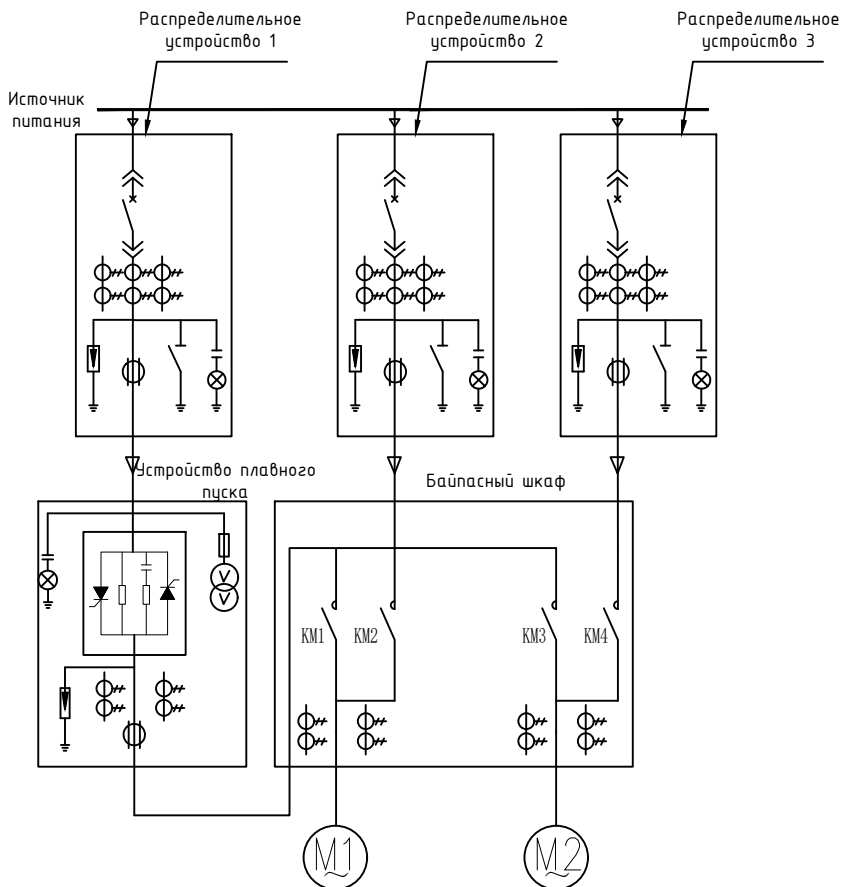 Распределительное
устройство 1
Распределительное
устройство 2
Распределительное
устройство 3
Источник
питания
Устройство плавного
пуска
Байпасный шкаф
V
V
KM1
KM2
KM3
KM4
M1
M2